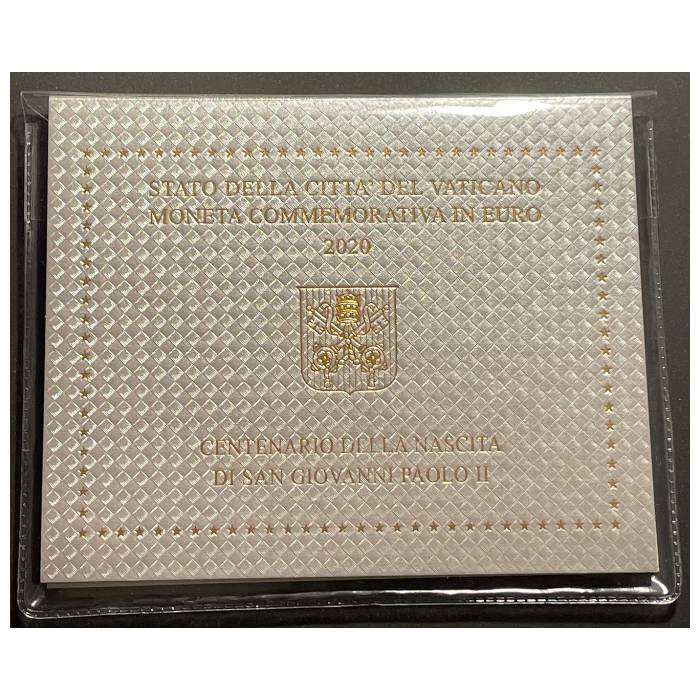 STATO DELLA CITTA' DEL VATICANO
MONETA COMMEMORATIVA IN EURO
2020
CENTENARIO DELLA NASCITA
DI SAN GIOVANNI PAOLO II